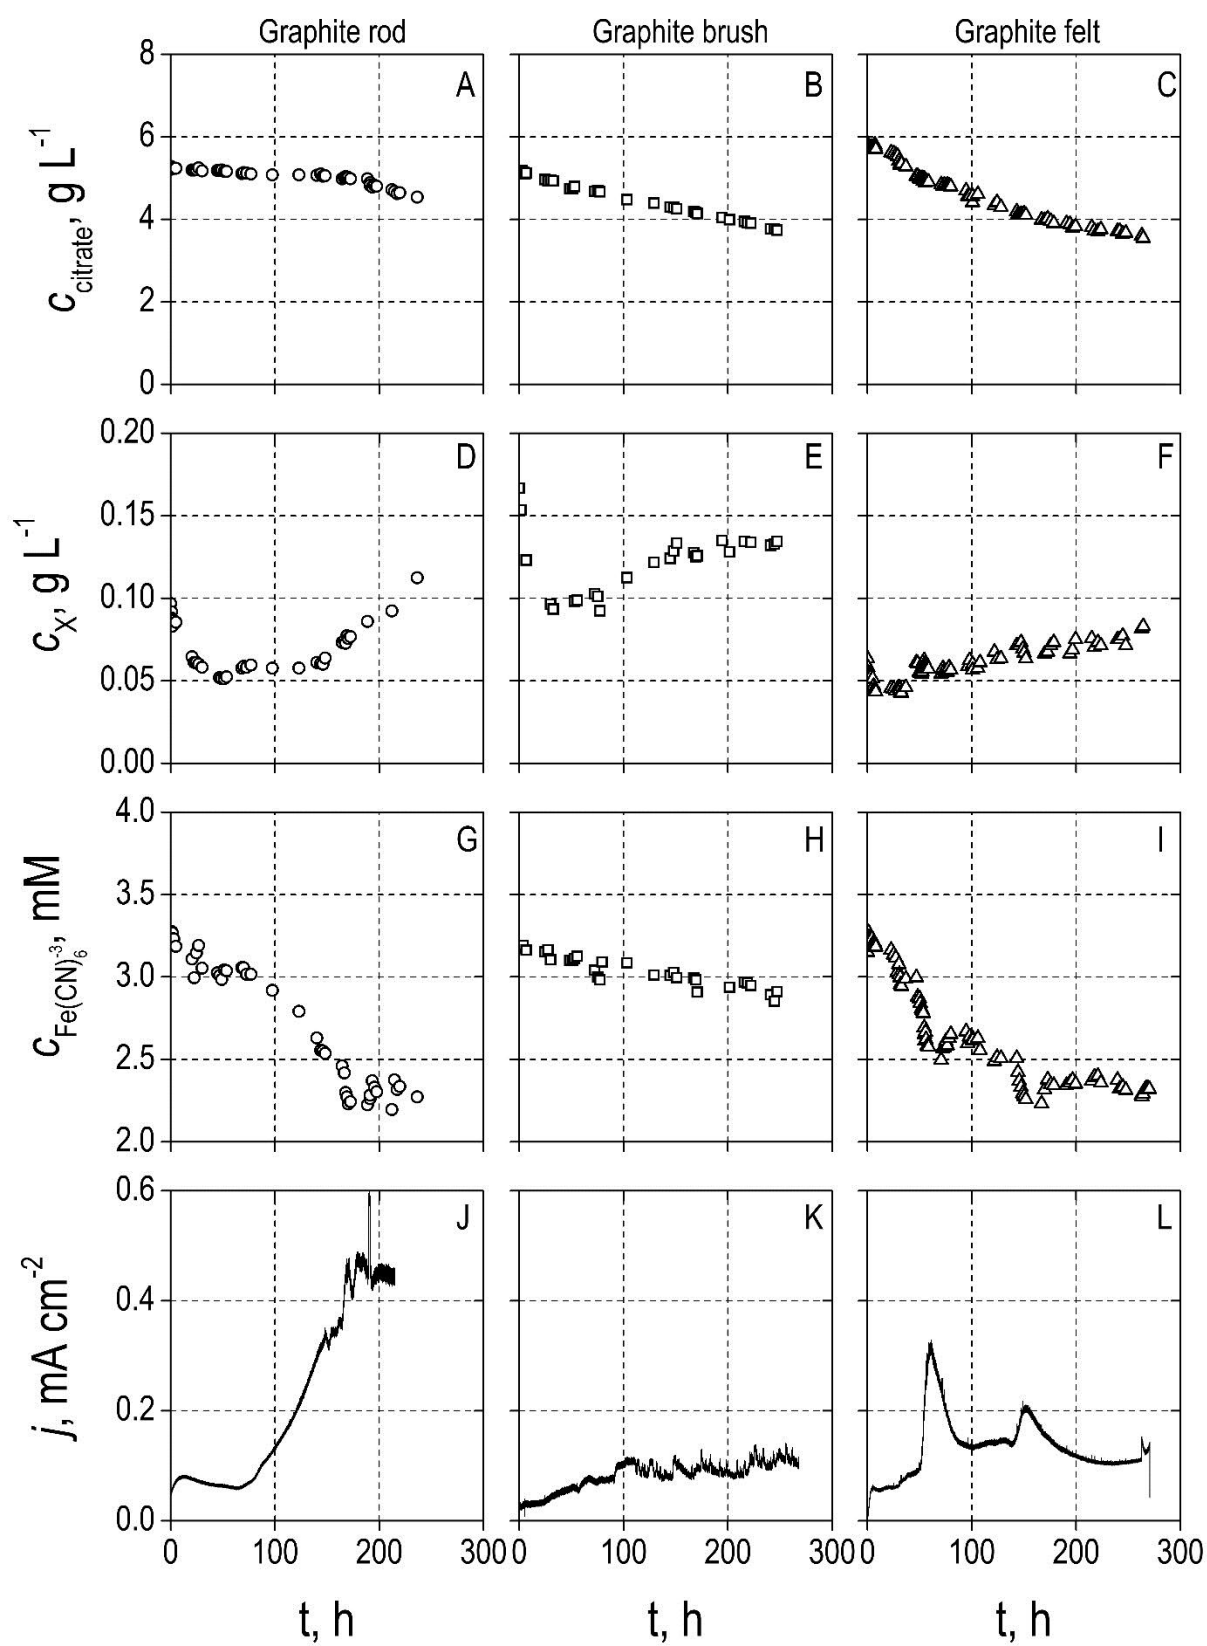 Graphite rod Graphite brush Graphite felt
c citrate, g L⁻¹
8
6
4
2
0
A
B
C
c X, g L⁻¹
0.20
0.15
0.10
0.05
0.00
D
E
F
c Fe(CN)₆⁻³, mM
4.0
3.5
3.0
2.5
2.0
G
H
I
j, mA cm⁻²
0.6
0.4
0.2
0.0
J
K
L
0 100 200 300 0 100 200 300 0 100 200 300
t, h t, h t, h